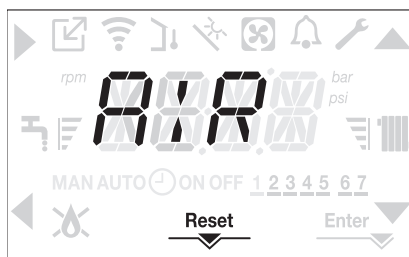 rpm bar
psi
AIR
MAN AUTO ON OFF 1 2 3 4 5 6 7
Reset Enter